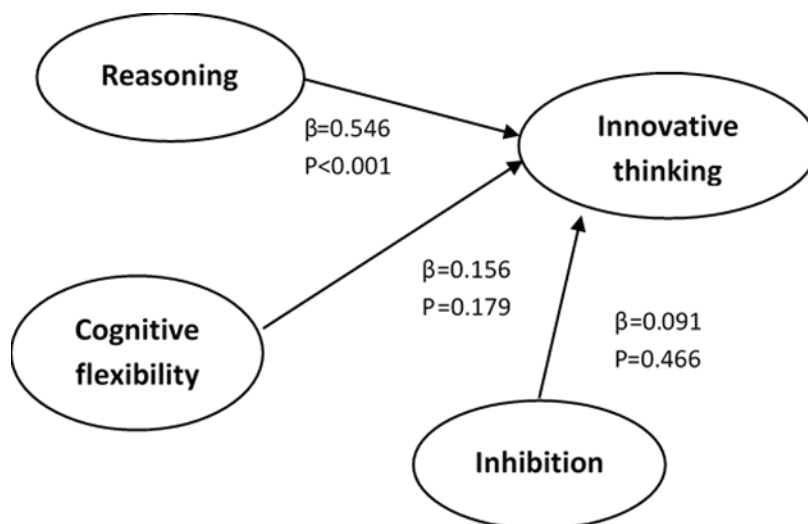 Reasoning
β=0.546
P<0.001
Innovative
thinking
β=0.156
P=0.179
Cognitive
flexibility
β=0.091
P=0.466
Inhibition